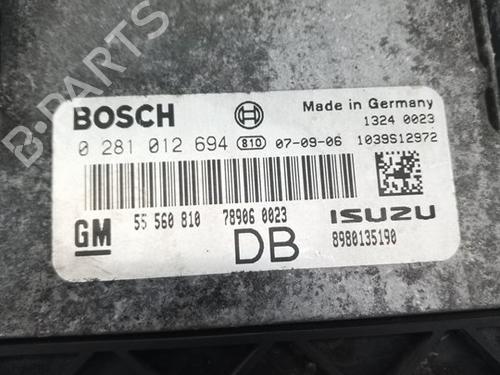 B-PARTS
BOSCH
Made in Germany
1324 0023
0 281 012 694 810 07-09-06 1039S12972
GM 55 560 810 78906 0023 ISUZU
DB 8980135190